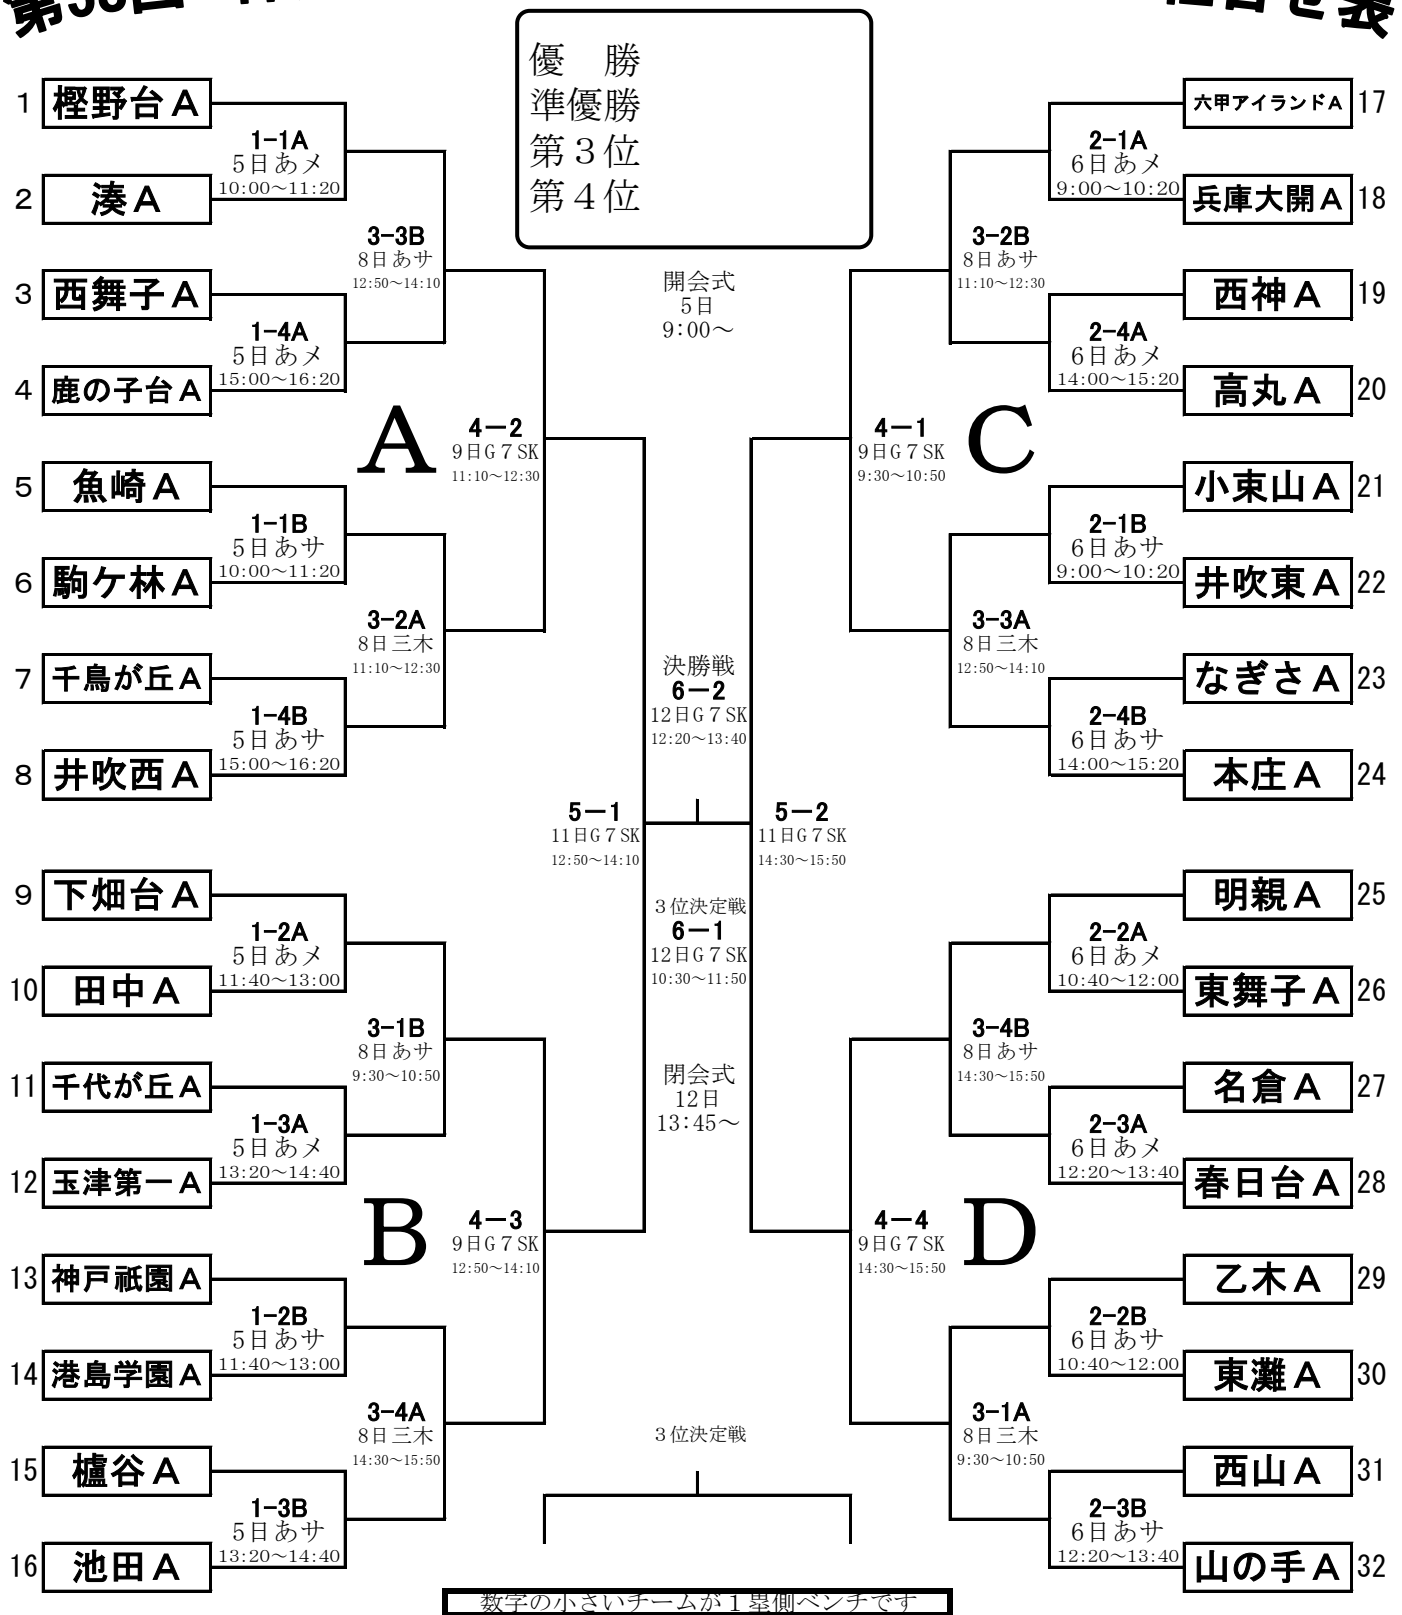 第
回
組合せ表
優　勝
準優勝
第３位
第４位
1 樫野台A
1-1A
5日あメ
10:00～11:20
2 湊A
3-3B
8日あサ
12:50～14:10
3 西舞子A
1-4A
5日あメ
15:00～16:20
4 鹿の子台A
A
4－2
9日G７SK
11:10～12:30
5 魚崎A
1-1B
5日あサ
10:00～11:20
6 駒ケ林A
3-2A
8日三木
11:10～12:30
7 千鳥が丘A
1-4B
5日あサ
15:00～16:20
8 井吹西A
5－1
11日G７SK
12:50～14:10
9 下畑台A
1-2A
5日あメ
11:40～13:00
10 田中A
3-1B
8日あサ
9:30～10:50
11 千代が丘A
1-3A
5日あメ
13:20～14:40
12 玉津第一A
B
4－3
9日G７SK
12:50～14:10
13 神戸祇園A
1-2B
5日あサ
11:40～13:00
14 港島学園A
3-4A
8日三木
14:30～15:50
15 櫨谷A
1-3B
5日あサ
13:20～14:40
16 池田A
開会式
5日
9:00～
決勝戦
6－2
12日G７SK
12:20～13:40
３位決定戦
6－1
12日G７SK
10:30～11:50
閉会式
12日
13:45～
３位決定戦
六甲アイランドA 17
2-1A
6日あメ
9:00～10:20
兵庫大開A 18
3-2B
8日あサ
11:10～12:30
西神A 19
2-4A
6日あメ
14:00～15:20
高丸A 20
4－1
9日G７SK
9:30～10:50
C
小束山A 21
2-1B
6日あサ
9:00～10:20
井吹東A 22
3-3A
8日三木
12:50～14:10
なぎさA 23
2-4B
6日あサ
14:00～15:20
本庄A 24
5－2
11日G７SK
14:30～15:50
明親A 25
2-2A
6日あメ
10:40～12:00
東舞子A 26
3-4B
8日あサ
14:30～15:50
名倉A 27
2-3A
6日あメ
12:20～13:40
春日台A 28
4－4
9日G７SK
14:30～15:50
D
乙木A 29
2-2B
6日あサ
10:40～12:00
東灘A 30
3-1A
8日三木
9:30～10:50
西山A 31
2-3B
6日あサ
12:20～13:40
山の手A 32
数字の小さいチームが１塁側ベンチです